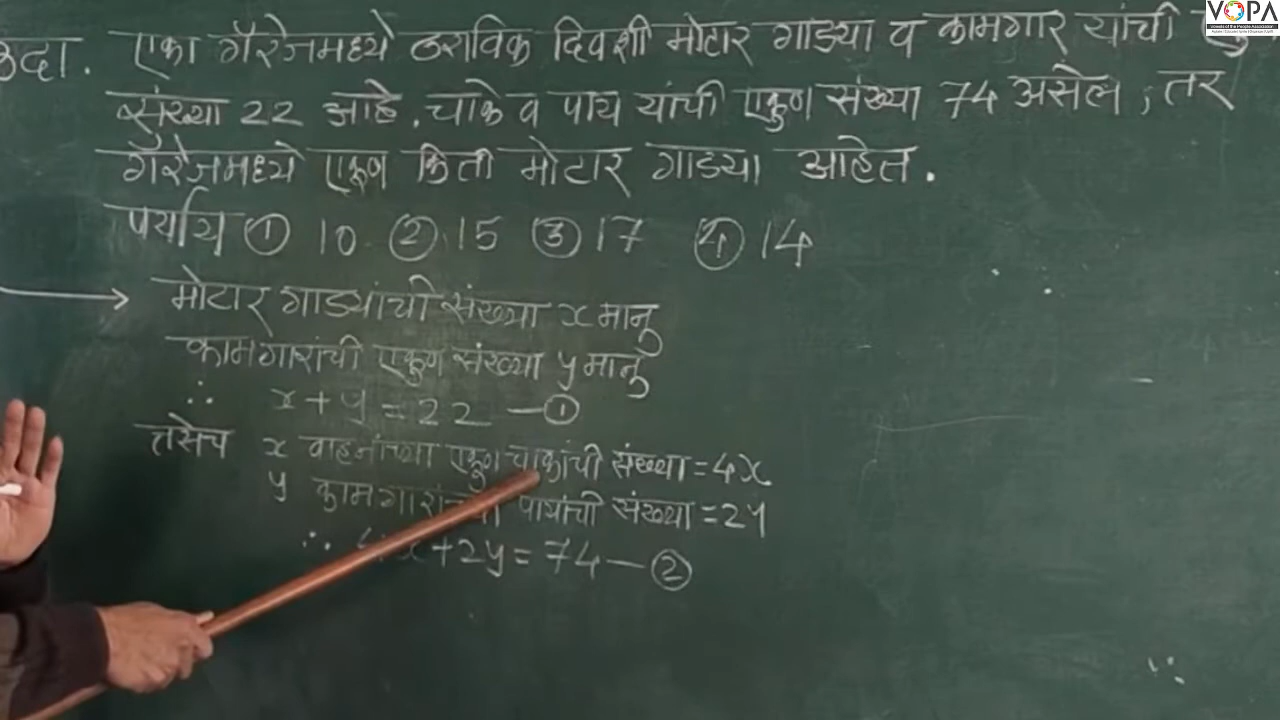 VOPA
उदा. एका गॅरेजमध्ये ठराविक दिवशी मोटार गाड्या व कामगार यांची
संख्या 22 आहे. चाके व पाय यांची एकुण संख्या 74 असेल, तर
गॅरेजमध्ये एकुण किती मोटार गाड्या आहेत.
पर्याय ① 10 ② 15 ③ 17 ④ 14
मोटार गाड्यांची संख्या x मानु
कामगारांची एकुण संख्या y मानु
∴ x + y = 22 — ①
तसेच x वाहनांच्या एकुण चाकांची संख्या = 4x
y कामगारांच्या पायांची संख्या = 2y
∴ 4x + 2y = 74 — ②